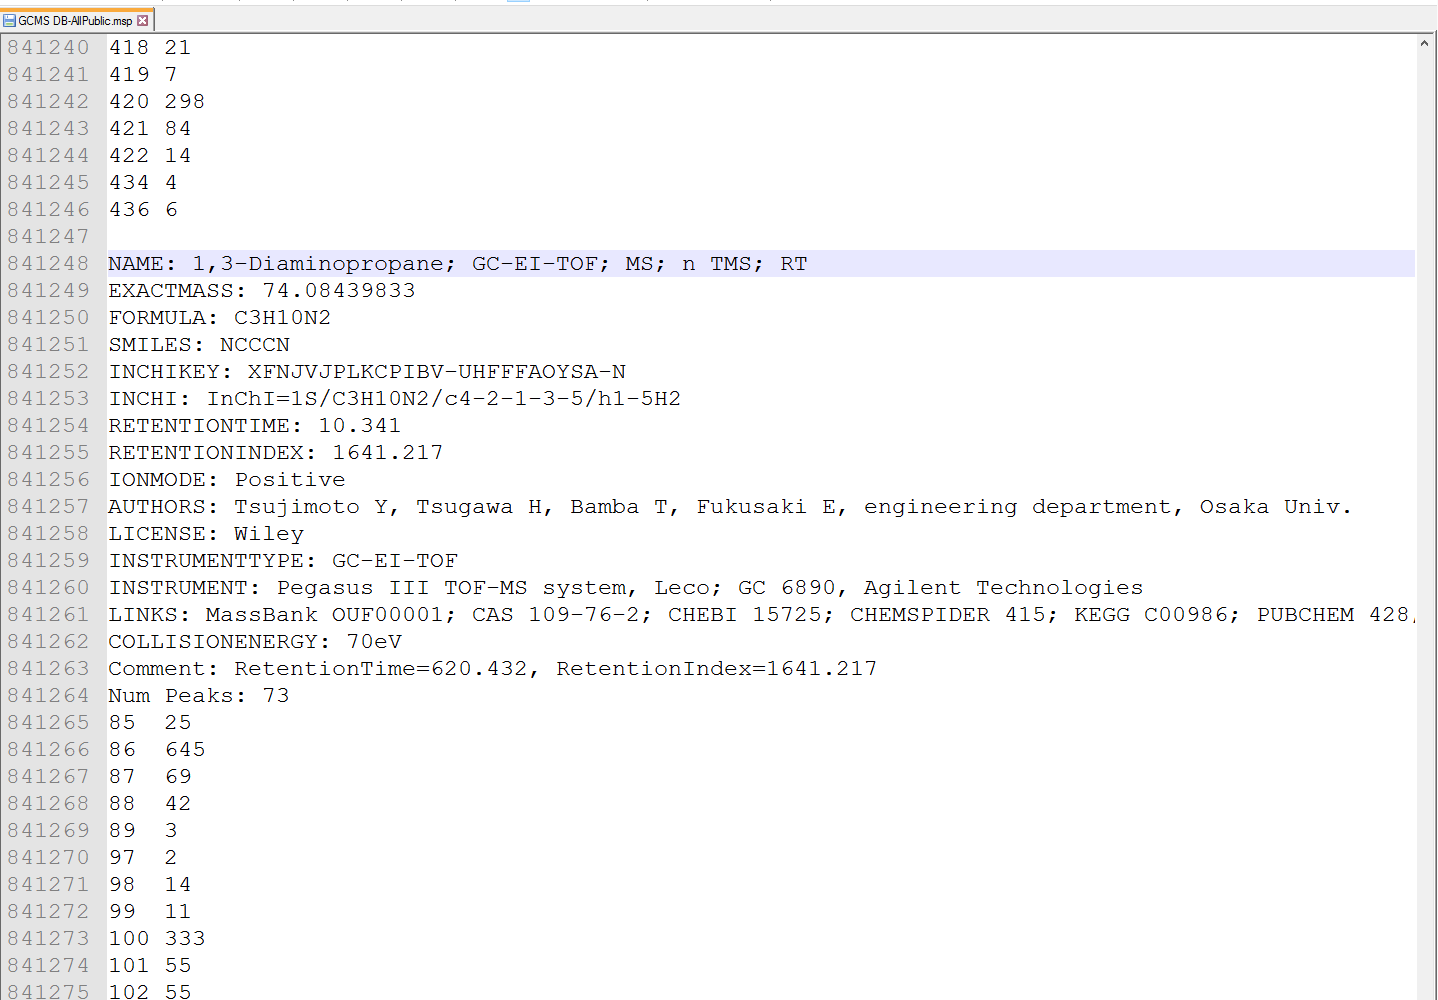 GCMS DB-AllPublic.msp
841240 418 21
841241 419 7
841242 420 298
841243 421 84
841244 422 14
841245 434 4
841246 436 6
841247
841248 NAME: 1,3-Diaminopropane; GC-EI-TOF; MS; n TMS; RT
841249 EXACTMASS: 74.08439833
841250 FORMULA: C3H10N2
841251 SMILES: NCCCN
841252 INCHIKEY: XFNJVJPLKCPIBV-UHFFFAOYSA-N
841253 INCHI: InChI=1S/C3H10N2/c4-2-1-3-5/h1-5H2
841254 RETENTIONTIME: 10.341
841255 RETENTIONINDEX: 1641.217
841256 IONMODE: Positive
841257 AUTHORS: Tsujimoto Y, Tsugawa H, Bamba T, Fukusaki E, engineering department, Osaka Univ.
841258 LICENSE: Wiley
841259 INSTRUMENTTYPE: GC-EI-TOF
841260 INSTRUMENT: Pegasus III TOF-MS system, Leco; GC 6890, Agilent Technologies
841261 LINKS: MassBank OUF00001; CAS 109-76-2; CHEBI 15725; CHEMSPIDER 415; KEGG C00986; PUBCHEM 428,
841262 COLLISIONENERGY: 70eV
841263 Comment: RetentionTime=620.432, RetentionIndex=1641.217
841264 Num Peaks: 73
841265 85 25
841266 86 645
841267 87 69
841268 88 42
841269 89 3
841270 97 2
841271 98 14
841272 99 11
841273 100 333
841274 101 55
841275 102 55